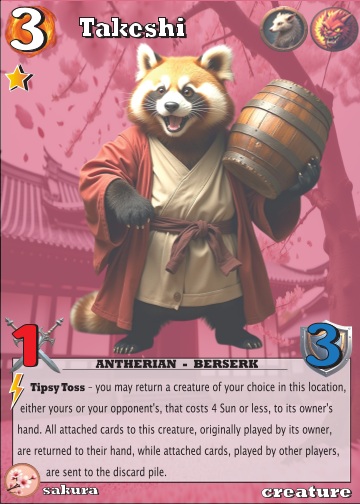 3 Takeshi
1
3
ANTHERIAN - BERSERK
Tipsy Toss - you may return a creature of your choice in this location,
either yours or your opponent's, that costs 4 Sun or less, to its owner's
hand. All attached cards to this creature, originally played by its owner,
are returned to their hand, while attached cards, played by other players,
are sent to the discard pile.
sakura creature